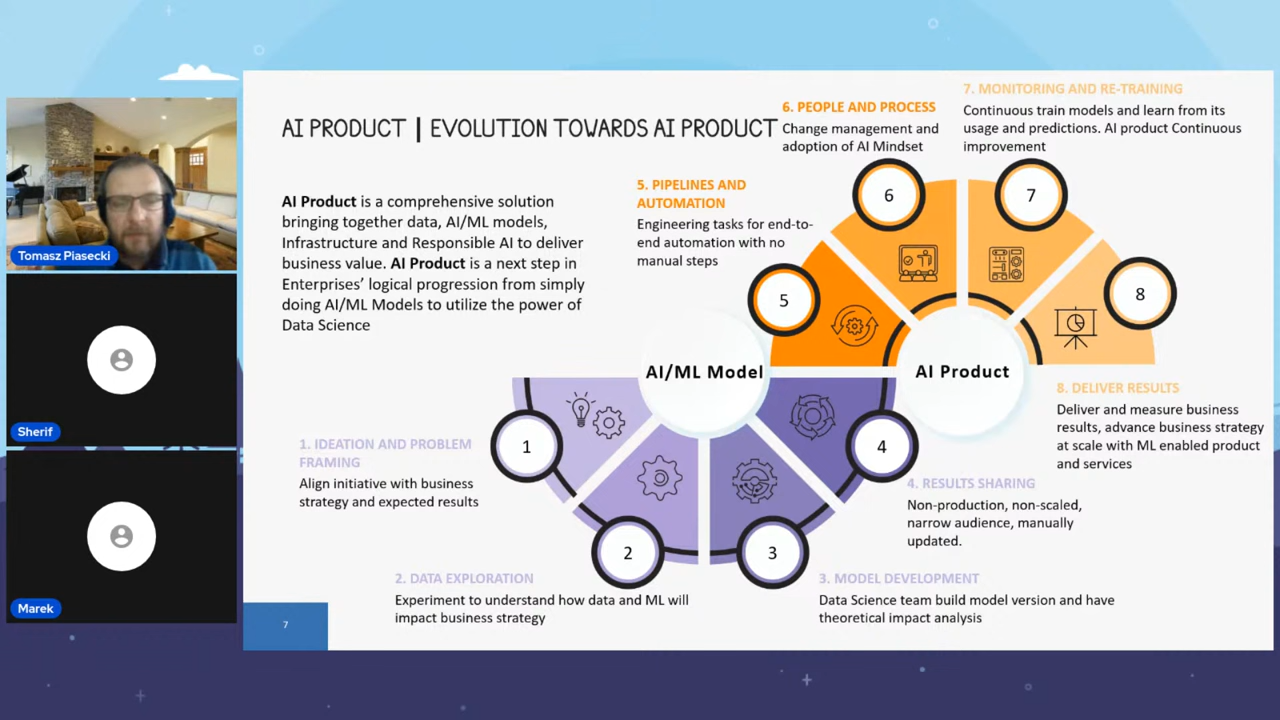 AI PRODUCT | EVOLUTION TOWARDS AI PRODUCT
AI Product is a comprehensive solution
bringing together data, AI/ML models,
Infrastructure and Responsible AI to deliver
business value. AI Product is a next step in
Enterprises' logical progression from simply
doing AI/ML Models to utilize the power of
Data Science
AI/ML Model
AI Product
1
1. IDEATION AND PROBLEM
FRAMING
Align initiative with business
strategy and expected results
2
2. DATA EXPLORATION
Experiment to understand how data and ML will
impact business strategy
3
3. MODEL DEVELOPMENT
Data Science team build model version and have
theoretical impact analysis
4
4. RESULTS SHARING
Non-production, non-scaled,
narrow audience, manually
updated.
5. PIPELINES AND
AUTOMATION
Engineering tasks for end-to-
end automation with no
manual steps
5
6. PEOPLE AND PROCESS
Change management and
adoption of AI Mindset
6
7. MONITORING AND RE-TRAINING
Continuous train models and learn from its
usage and predictions. AI product Continuous
improvement
7
8
8. DELIVER RESULTS
Deliver and measure business
results, advance business strategy
at scale with ML enabled product
and services
7
Tomasz Piasecki
Sherif
Marek